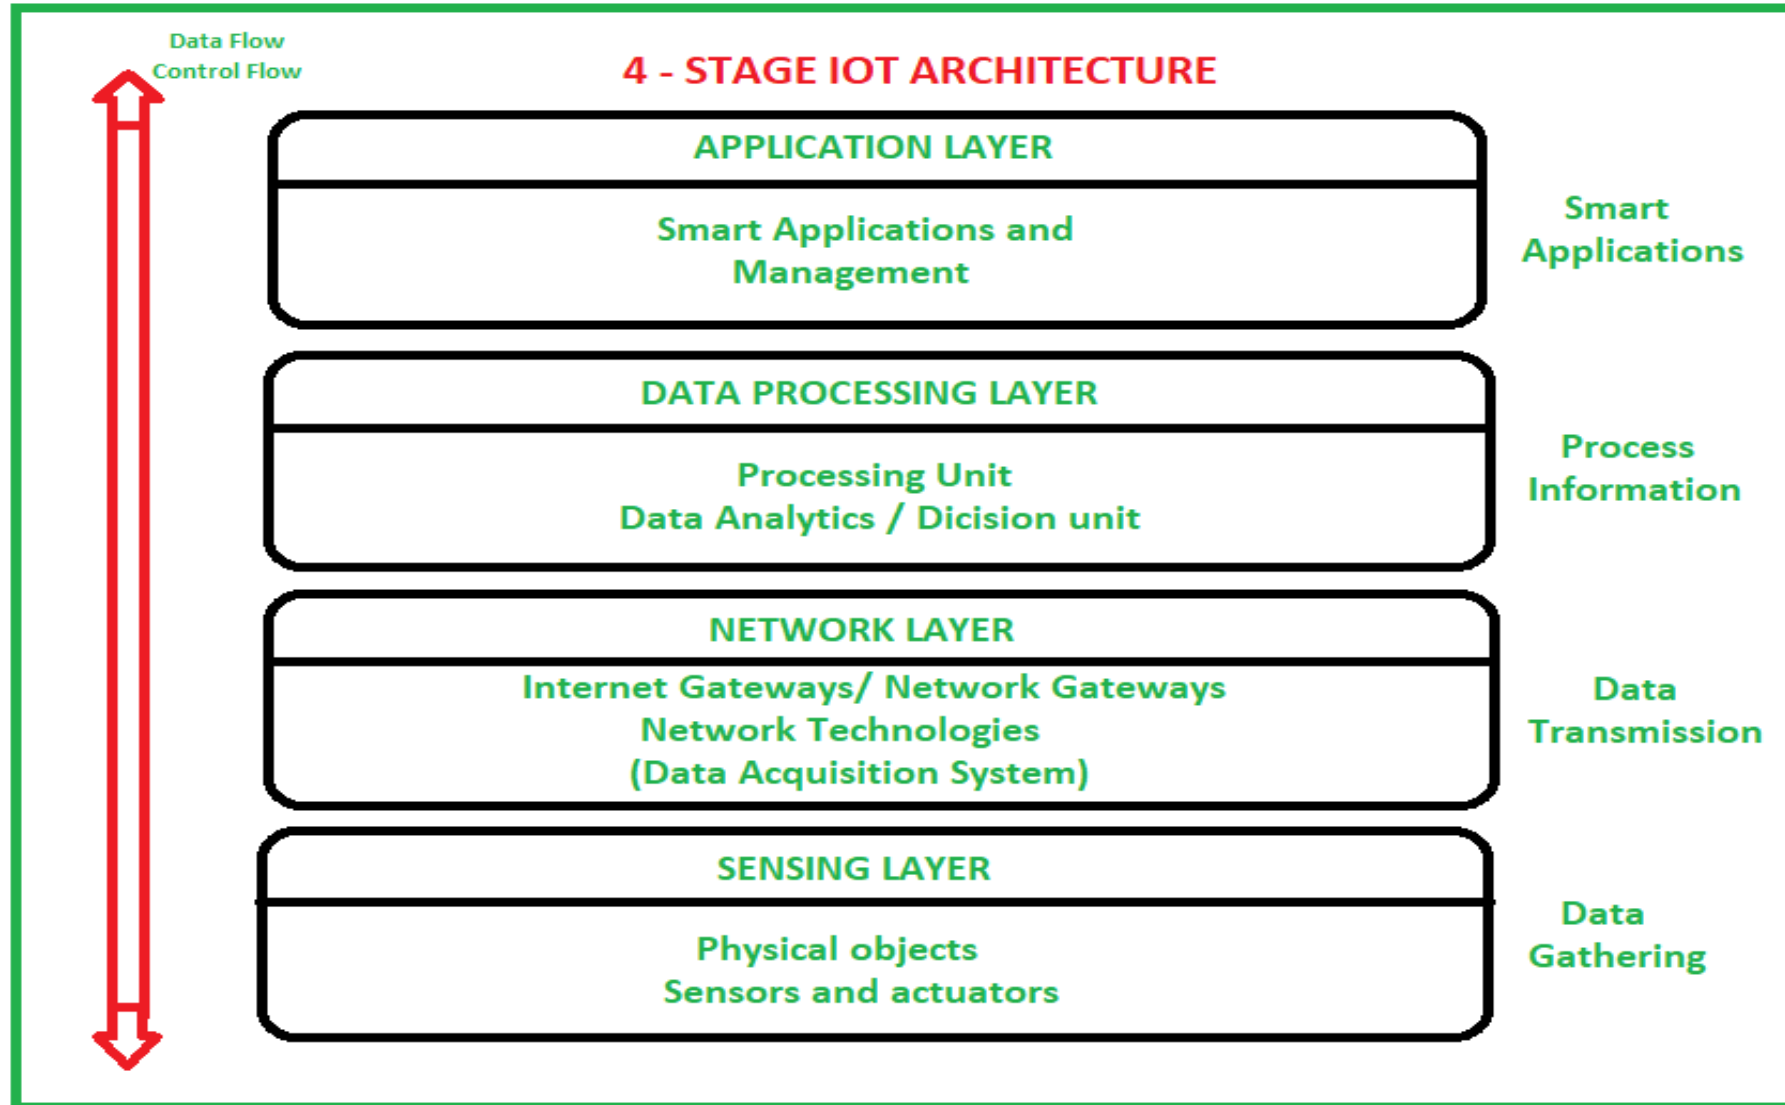 Data Flow
Control Flow
4 - STAGE IOT ARCHITECTURE
APPLICATION LAYER
Smart Applications and
Management
Smart
Applications
DATA PROCESSING LAYER
Processing Unit
Data Analytics / Dicision unit
Process
Information
NETWORK LAYER
Internet Gateways/ Network Gateways
Network Technologies
(Data Acquisition System)
Data
Transmission
SENSING LAYER
Physical objects
Sensors and actuators
Data
Gathering